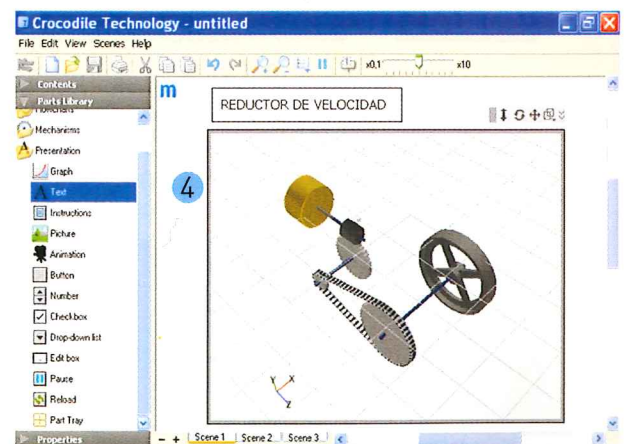 Crocodile Technology - untitled
File Edit View Scenes Help
x0,1
x10
Contents
Parts Library
Flowcharts
Mechanisms
Presentation
Graph
Text
Instructions
Picture
Animation
Button
Number
Checkbox
Drop-down list
Edit box
Pause
Reload
Part Tray
Properties
m
REDUCTOR DE VELOCIDAD
4
Y
X
Z
- + Scene 1 Scene 2 Scene 3